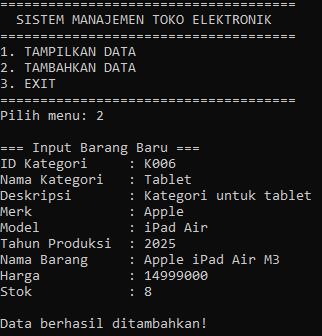 =====================================
  SISTEM MANAJEMEN TOKO ELEKTRONIK
=====================================
1. TAMPILKAN DATA
2. TAMBAHKAN DATA
3. EXIT
=====================================
Pilih menu: 2

=== Input Barang Baru ===
ID Kategori     : K006
Nama Kategori   : Tablet
Deskripsi       : Kategori untuk tablet
Merk            : Apple
Model           : iPad Air
Tahun Produksi  : 2025
Nama Barang     : Apple iPad Air M3
Harga           : 14999000
Stok            : 8

Data berhasil ditambahkan!